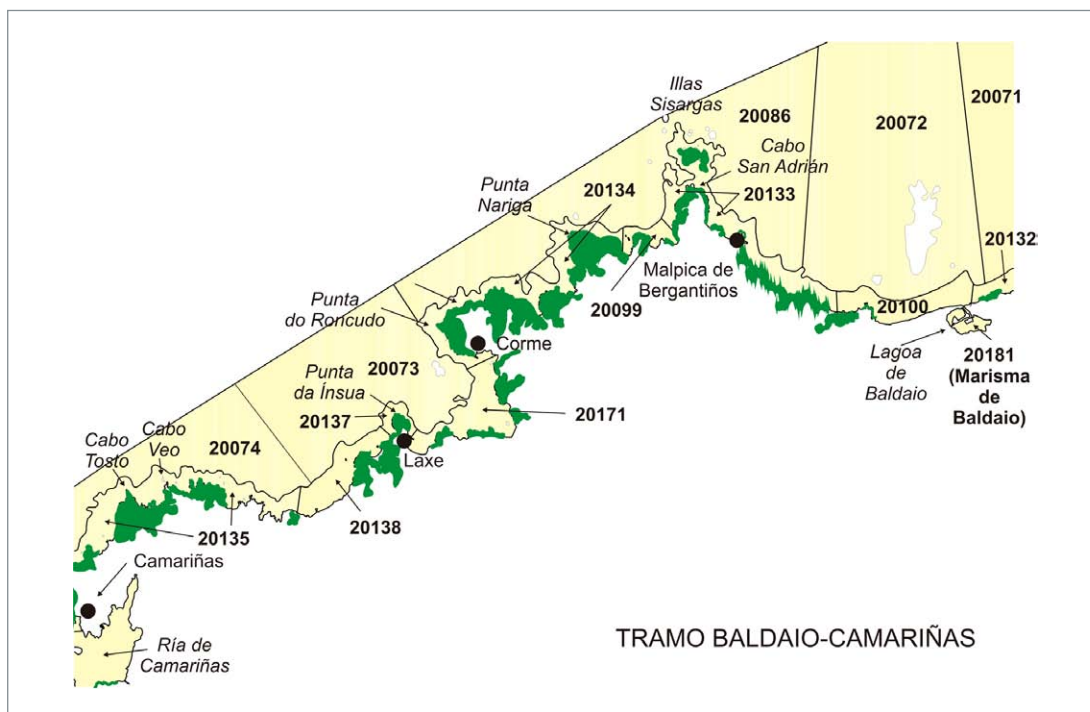 Illas
Sisargas
20086
20072
20071
Cabo
San Adrián
Punta
Nariga
20134
20133
20132
Malpica de
Bergantiños
20099
20100
Punta
do Roncudo
Corme
Lagoa
de
Baldaio
20181
(Marisma
de
Baldaio)
20073
Punta
da Ínsua
20137
20171
Laxe
Cabo
Tosto
Cabo
Veo
20074
20138
20135
Camariñas
Ría de
Camariñas
TRAMO BALDAIO-CAMARIÑAS